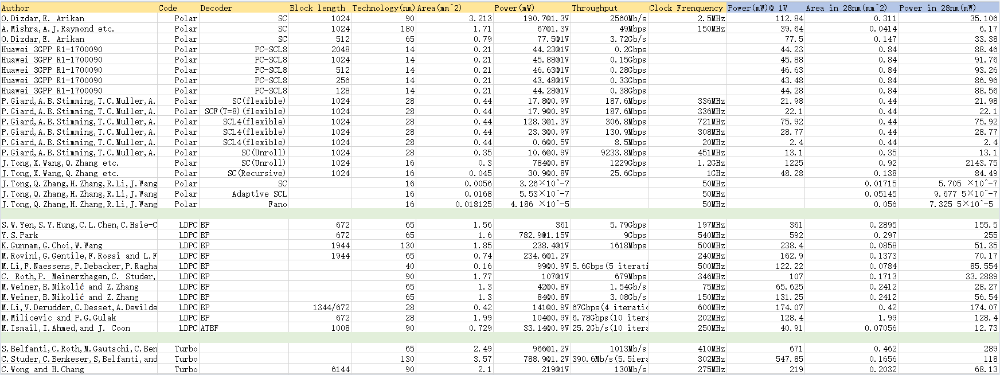 Author Code Decoder Block length Technology(nm) Area(mm^2) Power(mW) Throughput Clock Frenquency Power(mW)@ 1V Area in 28nm(mm^2) Power in 28nm(mW)
O.Dizdar,E. Arikan Polar SC 1024 90 3.213 190.7@1.3V 2560Mb/s 2.5MHz 112.84 0.311 35.106
A.Mishra,A.J.Raymond etc. Polar SC 1024 180 1.71 67@1.3V 49Mbps 150MHz 39.64 0.0414 6.17
O.Dizdar,E. Arikan Polar SC 512 65 0.79 77.5@1V 3.72Gb/s 77.5 0.147 33.38
Huawei 3GPP R1-1700090 Polar PC-SCL8 2048 14 0.21 44.23@1V 0.2Gbps 44.23 0.84 88.46
Huawei 3GPP R1-1700090 Polar PC-SCL8 1024 14 0.21 45.88@1V 0.15Gbps 45.88 0.84 91.76
Huawei 3GPP R1-1700090 Polar PC-SCL8 512 14 0.21 46.63@1V 0.28Gbps 46.63 0.84 93.26
Huawei 3GPP R1-1700090 Polar PC-SCL8 256 14 0.21 43.48@1V 0.33Gbps 43.48 0.84 86.96
Huawei 3GPP R1-1700090 Polar PC-SCL8 128 14 0.21 44.28@1V 0.38Gbps 44.28 0.84 88.56
P.Giard,A.B.Stimming,T.C.Muller,A. Polar SC(flexible) 1024 28 0.44 17.8@0.9V 187.6Mbps 336MHz 21.98 0.44 21.98
P.Giard,A.B.Stimming,T.C.Muller,A. Polar SCF(T=8)(flexible) 1024 28 0.44 17.9@0.9V 187.6Mbps 336MHz 22.1 0.44 22.1
P.Giard,A.B.Stimming,T.C.Muller,A. Polar SCL4(flexible) 1024 28 0.44 128.3@1.3V 306.8Mbps 721MHz 75.92 0.44 75.92
P.Giard,A.B.Stimming,T.C.Muller,A. Polar SCL4(flexible) 1024 28 0.44 23.3@0.9V 130.9Mbps 308MHz 28.77 0.44 28.77
P.Giard,A.B.Stimming,T.C.Muller,A. Polar SCL4(flexible) 1024 28 0.44 0.6@0.5V 8.5Mbps 20MHz 2.4 0.44 2.4
P.Giard,A.B.Stimming,T.C.Muller,A. Polar SC(Unroll) 1024 28 0.35 10.6@0.9V 9233.8Mbps 451MHz 13.1 0.35 13.1
J.Tong,X.Wang,Q.Zhang etc. Polar SC(Unroll) 1024 16 0.3 784@0.8V 1229Gbps 1.2GHz 1225 0.92 2143.75
J.Tong,X.Wang,Q.Zhang etc. Polar SC(Recursive) 1024 16 0.045 30.9@0.8V 25.6Gbps 1GHz 48.28 0.138 84.49
J.Tong,Q.Zhang,H.Zhang,R.Li,J.Wang Polar SC 16 0.0056 3.26×10^-7 50MHz 0.01715 5.705 ×10^-7
J.Tong,Q.Zhang,H.Zhang,R.Li,J.Wang Polar Adaptive SCL 16 0.0168 5.53×10^-7 50MHz 0.05145 9.677 5×10^-7
J.Tong,Q.Zhang,H.Zhang,R.Li,J.Wang Polar Fano 16 0.018125 4.186 ×10^-5 50MHz 0.056 7.325 5×10^-5
S.W.Yen,S.Y.Hung,C.L.Chen,C.Hsie-C LDPC BP 672 65 1.56 361 5.79Gbps 197MHz 361 0.2895 155.5
Y.S.Park LDPC BP 672 65 1.6 782.9@1.15V 9Gbps 540MHz 592 0.297 255
K.Gunnam,G.Choi,W.Wang LDPC BP 1944 130 1.85 238.4@1V 1618Mbps 500MHz 238.4 0.0858 51.35
M.Rovini,G.Gentile,F.Rossi and L.F LDPC BP 1944 65 0.74 234.6@1.2V 240MHz 162.9 0.1373 70.17
M.Li,F.Naessens,P.Debacker,P.Ragha LDPC BP 40 0.16 99@0.9V 5.6Gbps(5 iterati 500MHz 122.22 0.0784 85.554
C. Roth,P. Meinerzhagen,C. Studer, LDPC BP 90 1.77 107@1V 679Mbps 346MHz 107 0.1713 33.2889
M.Weiner,B.Nikolić and Z.Zhang LDPC BP 65 1.3 42@0.8V 1.54Gb/s 75MHz 65.625 0.2412 28.27
M.Weiner,B.Nikolić and Z.Zhang LDPC BP 65 1.3 84@0.8V 3.08Gb/s 150MHz 131.25 0.2412 56.54
M.Li,V.Derudder,C.Desset,A.Dewilde LDPC BP 1344/672 28 0.42 141@0.9V 67Gbps(4 iteratio 600MHz 174.07 0.42 174.07
M.Milicevic and P.G.Gulak LDPC BP 672 28 1.99 104@0.9V 6.78Gbps(10 itera 202MHz 128.4 1.99 128.4
M.Ismail,I.Ahmed,and J. Coon LDPC ATBF 1008 90 0.729 33.14@0.9V 25.2Gb/s(10 itera 250MHz 40.91 0.07056 12.73
S.Belfanti,C.Roth,M.Gautschi,C.Ben Turbo 65 2.49 966@1.2V 1013Mb/s 410MHz 671 0.462 289
C.Studer,C.Benkeser,S,Belfanti,and Turbo 130 3.57 788.9@1.2V 390.6Mb/s(5.5iera 302MHz 547.85 0.1656 118
C.Wong and H.Chang Turbo 6144 90 2.1 219@1V 130Mb/s 275MHz 219 0.2032 68.13